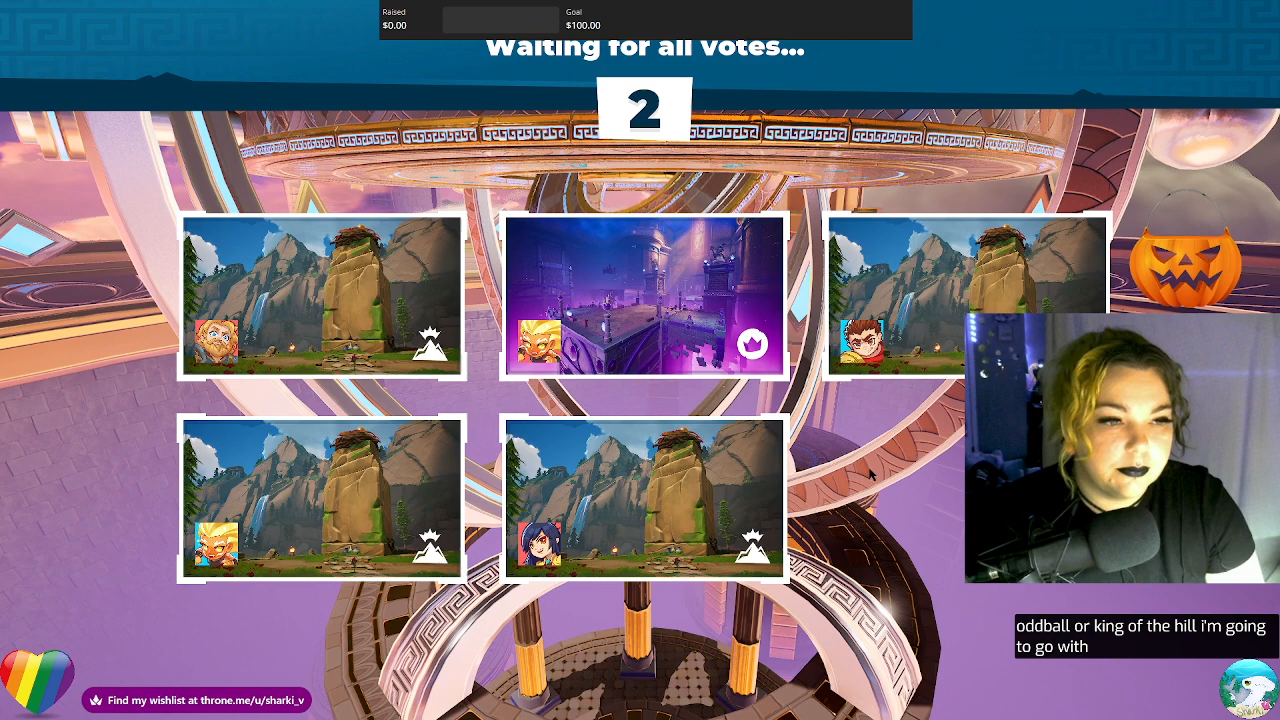 Raised
$0.00
Goal
$100.00
Waiting for all votes...
2
oddball or king of the hill i'm going
to go with
Find my wishlist at throne.me/u/sharki_v